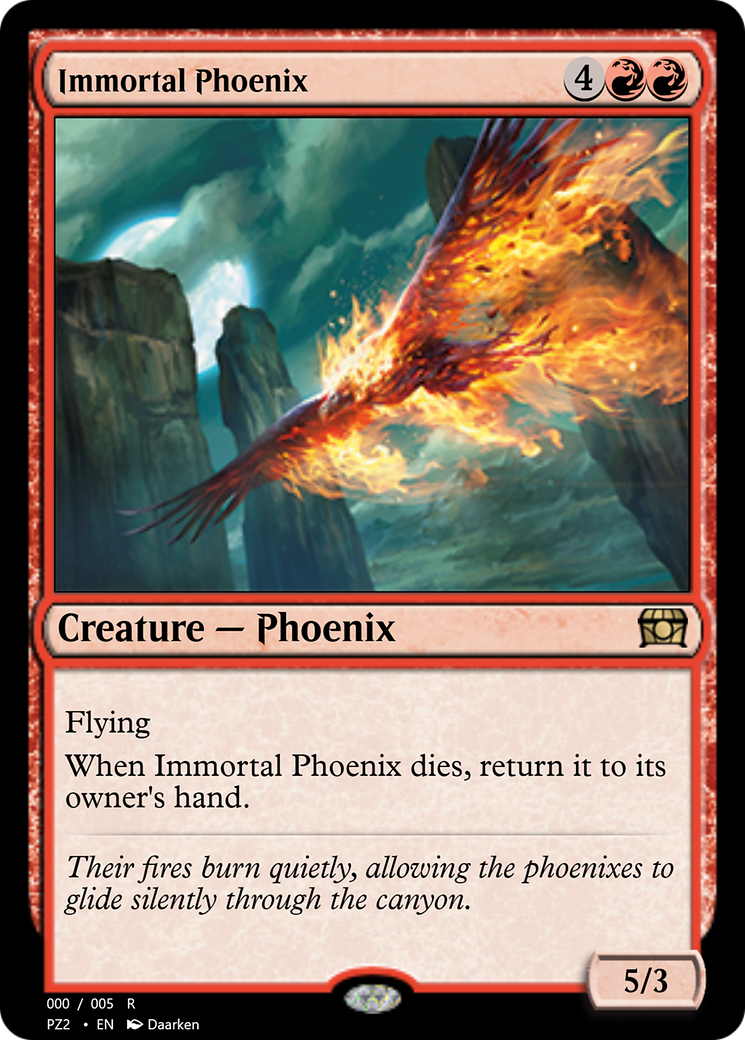 Immortal Phoenix 4
Creature — Phoenix
Flying
When Immortal Phoenix dies, return it to its
owner's hand.
Their fires burn quietly, allowing the phoenixes to
glide silently through the canyon.
5/3
000 / 005 R
PZ2 • EN Daarken